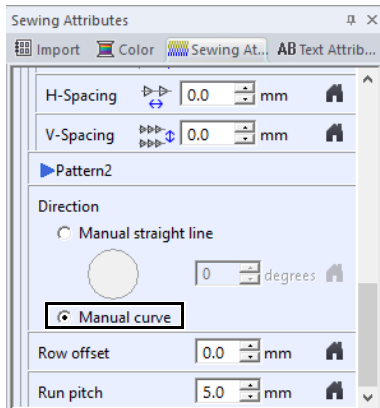 Sewing Attributes
Import Color Sewing At... AB Text Attrib...
H-Spacing 0.0 mm
V-Spacing 0.0 mm
Pattern2
Direction
Manual straight line
0 degrees
Manual curve
Row offset 0.0 mm
Run pitch 5.0 mm